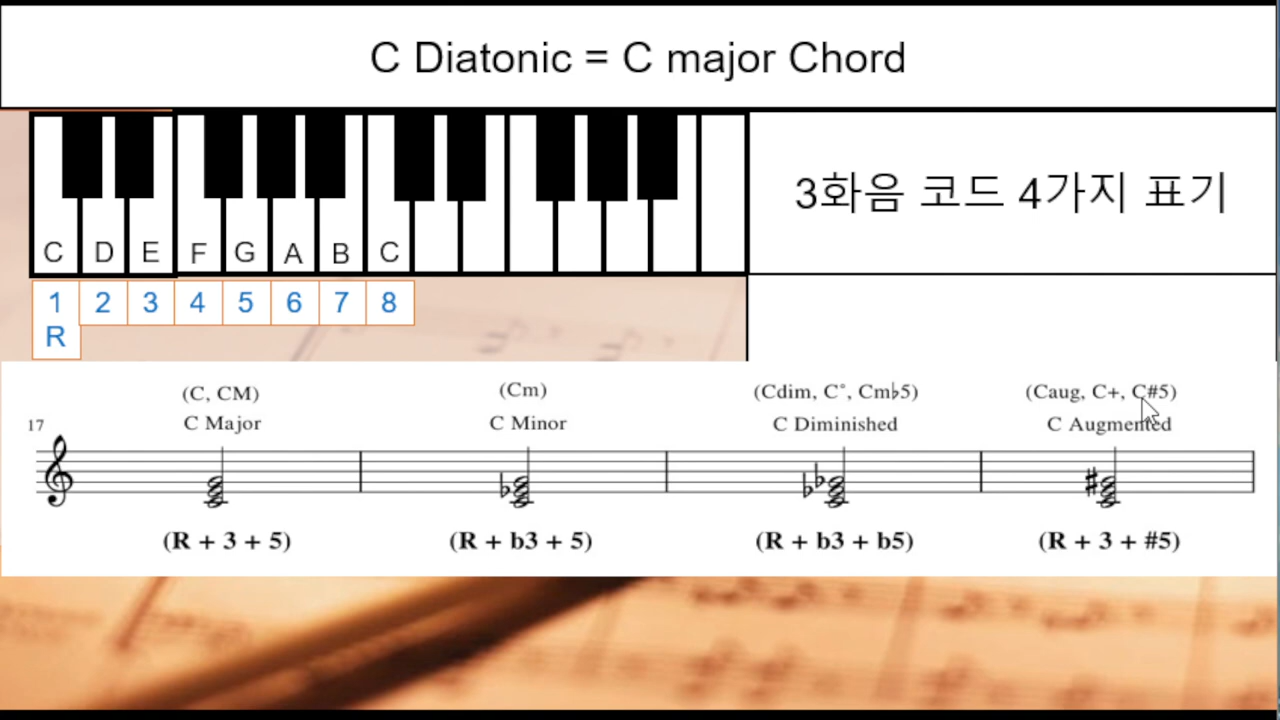 C Diatonic = C major Chord
C D E F G A B C
3화음 코드 4가지 표기
1 2 3 4 5 6 7 8
R
(C, CM) (Cm) (Cdim, C°, Cm♭5) (Caug, C+, C#5)
17 C Major C Minor C Diminished C Augmented
(R + 3 + 5) (R + b3 + 5) (R + b3 + b5) (R + 3 + #5)